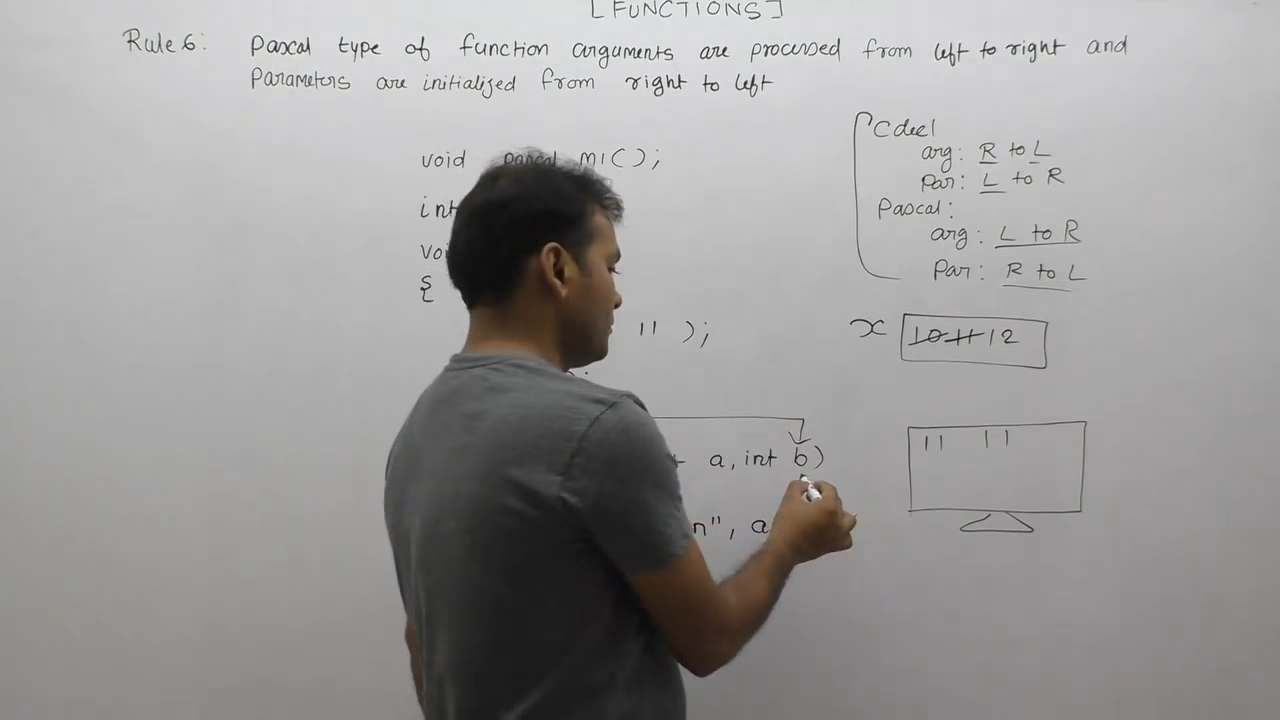 [FUNCTIONS]
Rule 6: Pascal type of function arguments are processed from left to right and
Parameters are initialized from right to left
void pascal m1();
int
voi
{
11 );
a, int b)
n", a
Cdecl
arg: R to L
Par: L to R
Pascal:
arg: L to R
Par: R to L
x 10 11 12
11 11